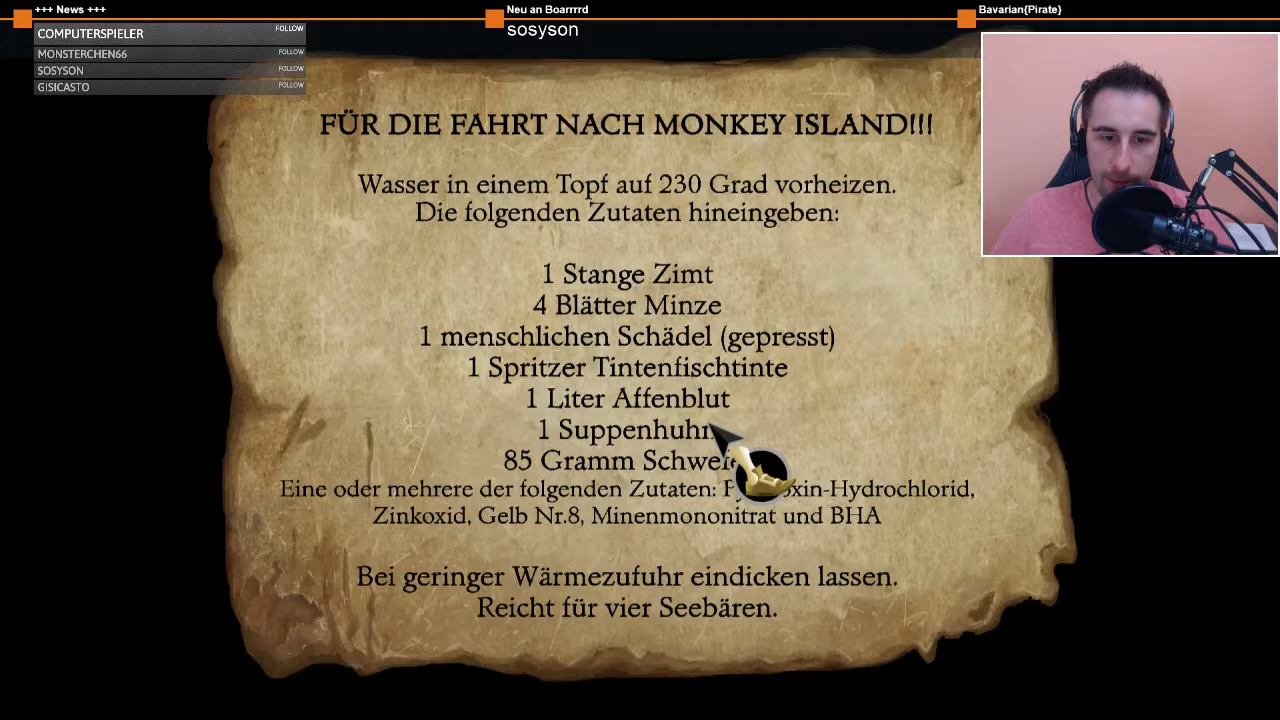 +++ News +++
Neu an Boarrrrd
Bavarian{Pirate}
sosyson
COMPUTERSPIELER FOLLOW
MONSTERCHEN66 FOLLOW
SOSYSON FOLLOW
GISICASTO FOLLOW
FÜR DIE FAHRT NACH MONKEY ISLAND!!!
Wasser in einem Topf auf 230 Grad vorheizen.
Die folgenden Zutaten hineingeben:
1 Stange Zimt
4 Blätter Minze
1 menschlichen Schädel (gepresst)
1 Spritzer Tintenfischtinte
1 Liter Affenblut
1 Suppenhuhn
85 Gramm
Eine oder mehrere der folgenden Zutaten:
Zinkoxid, Gelb Nr.8, Minenmononitrat und BHA
Bei geringer Wärmezufuhr eindicken lassen.
Reicht für vier Seebären.